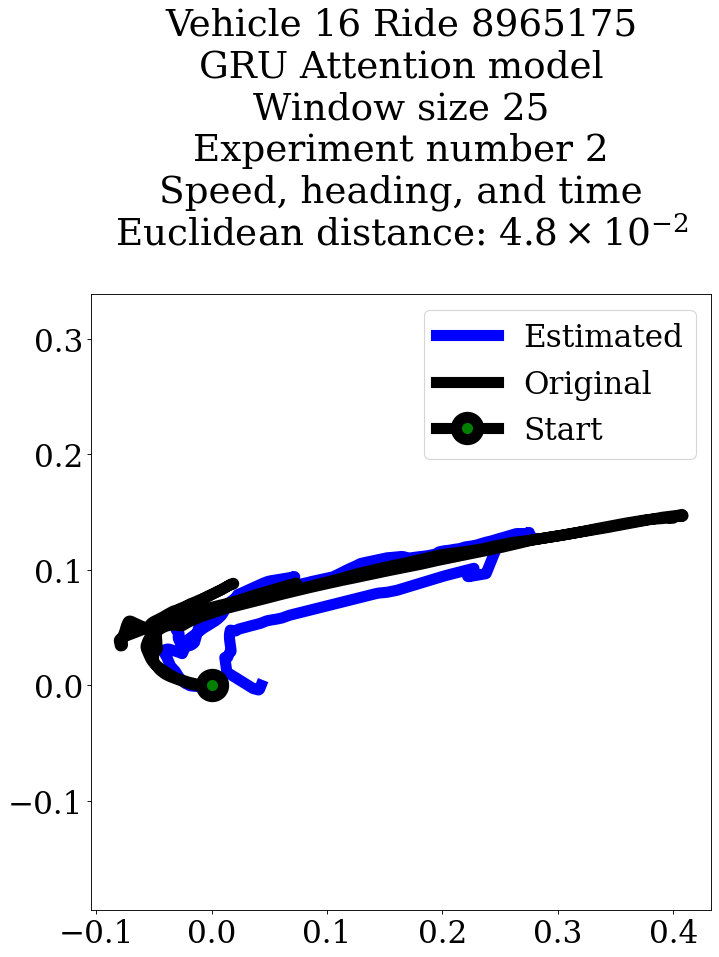 Vehicle 16 Ride 8965175
GRU Attention model
Window size 25
Experiment number 2
Speed, heading, and time
Euclidean distance: 4.8 × 10⁻²
Estimated
Original
Start
0.3
0.2
0.1
0.0
−0.1
−0.1
0.0
0.1
0.2
0.3
0.4